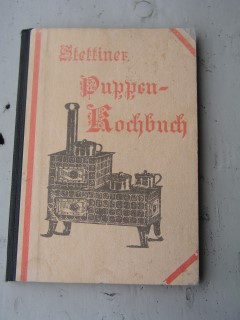 Stettiner
Puppen-
Kochbuch